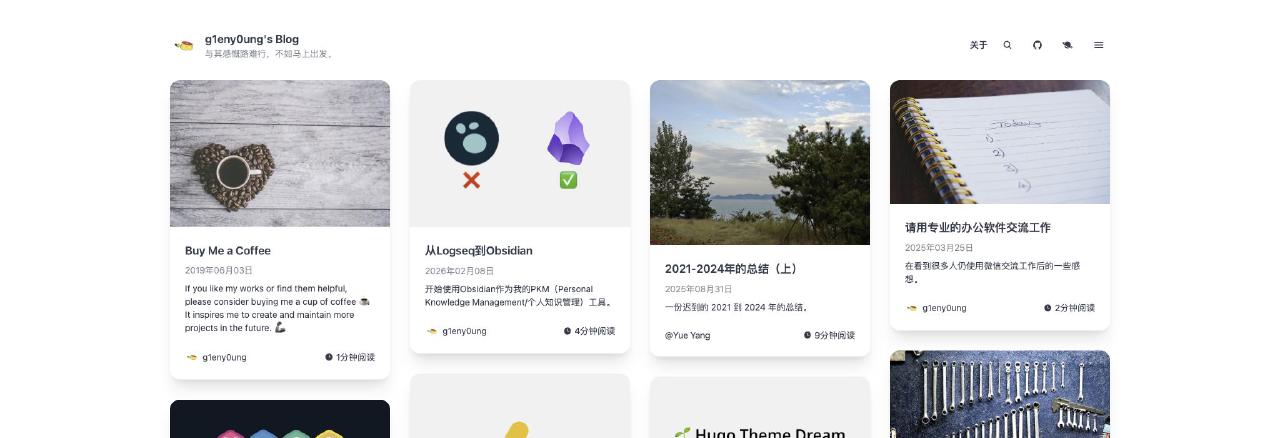 g1eny0ung's Blog
与其感慨路难行，不如马上出发。
关于
Buy Me a Coffee
2019年06月03日
If you like my works or find them helpful,
please consider buying me a cup of coffee ☕.
It inspires me to create and maintain more
projects in the future. 💪
g1eny0ung
1分钟阅读
从Logseq到Obsidian
2026年02月08日
开始使用Obsidian作为我的PKM（Personal
Knowledge Management/个人知识管理）工具。
g1eny0ung
4分钟阅读
2021-2024年的总结（上）
2025年08月31日
一份迟到的 2021 到 2024 年的总结。
@Yue Yang
9分钟阅读
Today
1)
2)
3)
4)
请用专业的办公软件交流工作
2025年03月25日
在看到很多人仍使用微信交流工作后的一些感
想。
g1eny0ung
2分钟阅读
Hugo Theme Dream